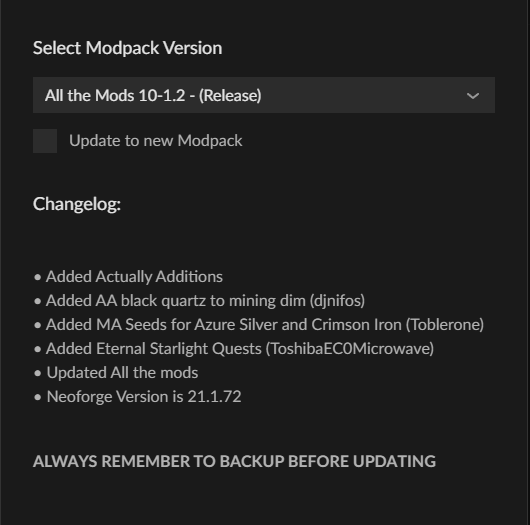 Select Modpack Version
All the Mods 10-1.2 - (Release)
Update to new Modpack
Changelog:
• Added Actually Additions
• Added AA black quartz to mining dim (djnifos)
• Added MA Seeds for Azure Silver and Crimson Iron (Toblerone)
• Added Eternal Starlight Quests (ToshibaEC0Microwave)
• Updated All the mods
• Neoforge Version is 21.1.72
ALWAYS REMEMBER TO BACKUP BEFORE UPDATING